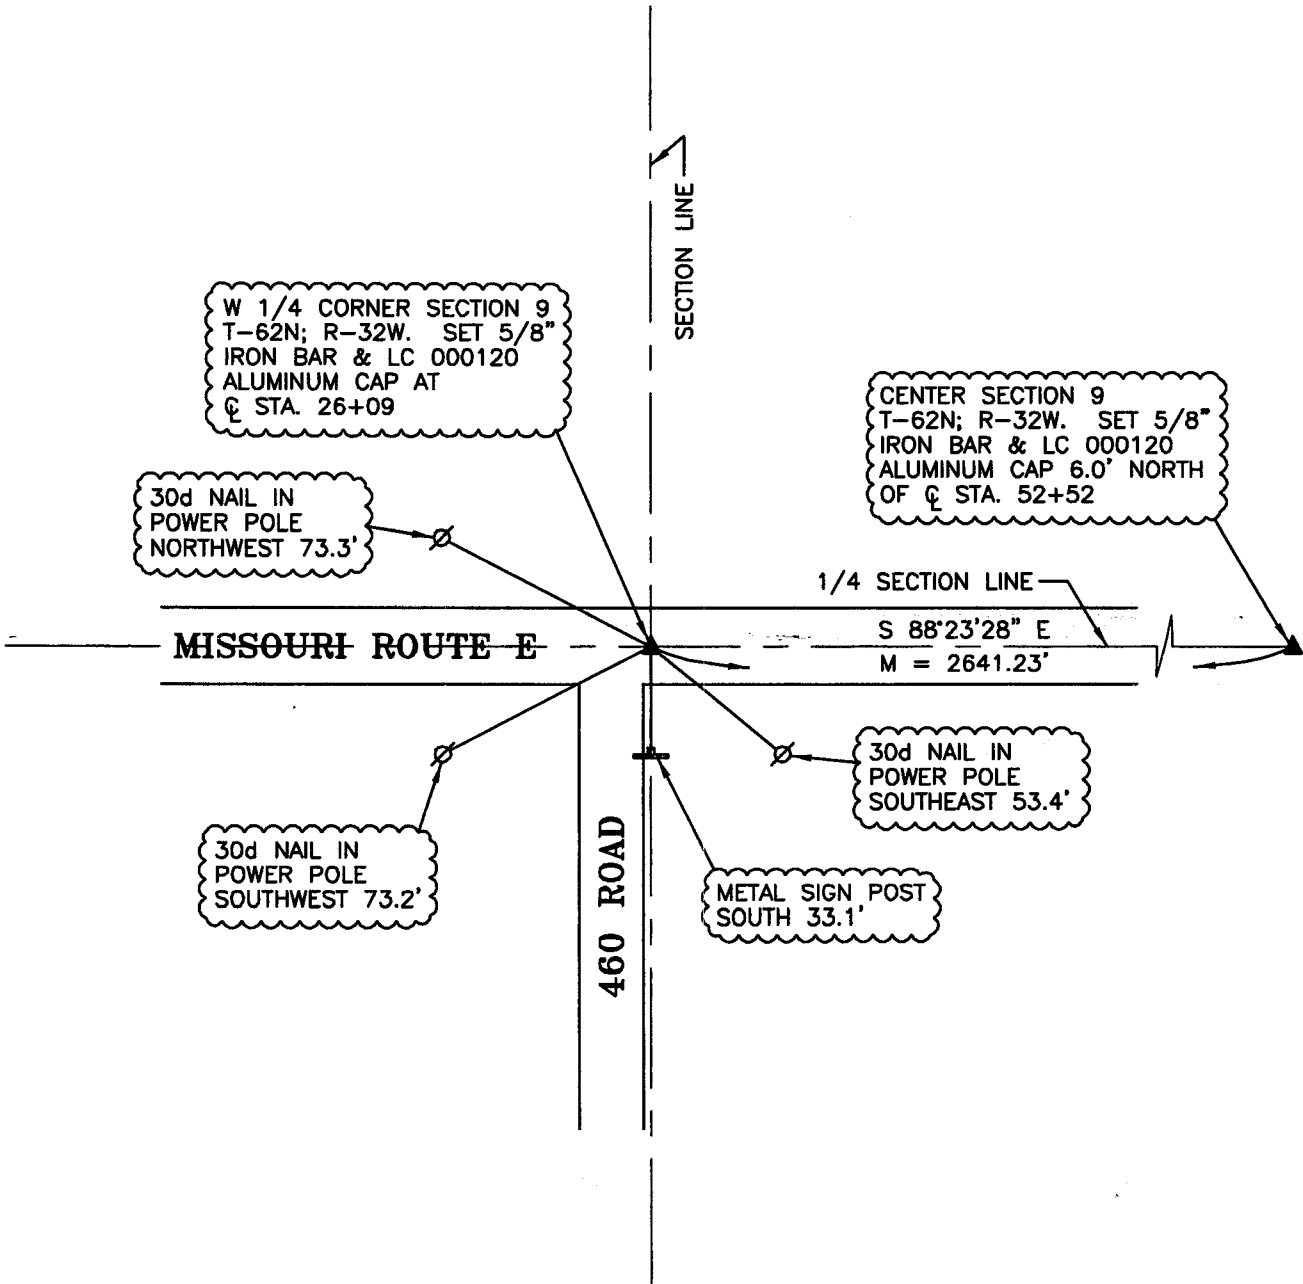 SECTION LINE
W 1/4 CORNER SECTION 9
T-62N; R-32W. SET 5/8"
IRON BAR & LC 000120
ALUMINUM CAP AT
℄ STA. 26+09
CENTER SECTION 9
T-62N; R-32W. SET 5/8"
IRON BAR & LC 000120
ALUMINUM CAP 6.0' NORTH
OF ℄ STA. 52+52
30d NAIL IN
POWER POLE
NORTHWEST 73.3'
1/4 SECTION LINE
MISSOURI ROUTE E
S 88°23'28" E
M = 2641.23'
30d NAIL IN
POWER POLE
SOUTHEAST 53.4'
30d NAIL IN
POWER POLE
SOUTHWEST 73.2'
460 ROAD
METAL SIGN POST
SOUTH 33.1'